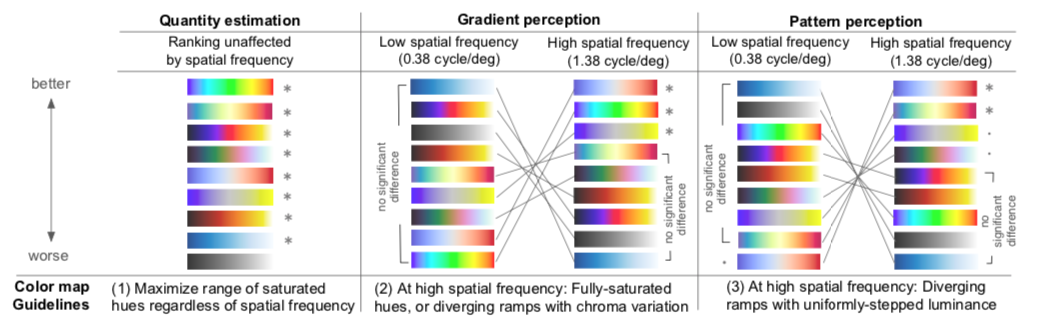 Quantity estimation
Gradient perception
Pattern perception
Ranking unaffected
by spatial frequency
Low spatial frequency
(0.38 cycle/deg)
High spatial frequency
(1.38 cycle/deg)
Low spatial frequency
(0.38 cycle/deg)
High spatial frequency
(1.38 cycle/deg)
better
worse
*
*
*
*
*
*
*
*
no significant
difference
*
*
*
no significant
difference
no significant
difference
.
*
*
.
.
no
significant
difference
Color map
Guidelines
(1) Maximize range of saturated
hues regardless of spatial frequency
(2) At high spatial frequency: Fully-saturated
hues, or diverging ramps with chroma variation
(3) At high spatial frequency: Diverging
ramps with uniformly-stepped luminance